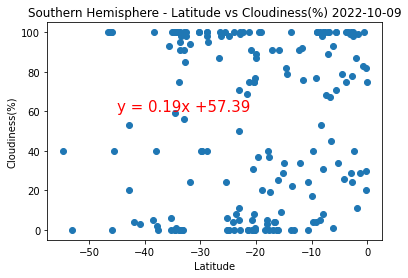 Southern Hemisphere - Latitude vs Cloudiness(%) 2022-10-09
100
80
y = 0.19x +57.39
60
Cloudiness(%)
40
20
0
−50 −40 −30 −20 −10 0
Latitude